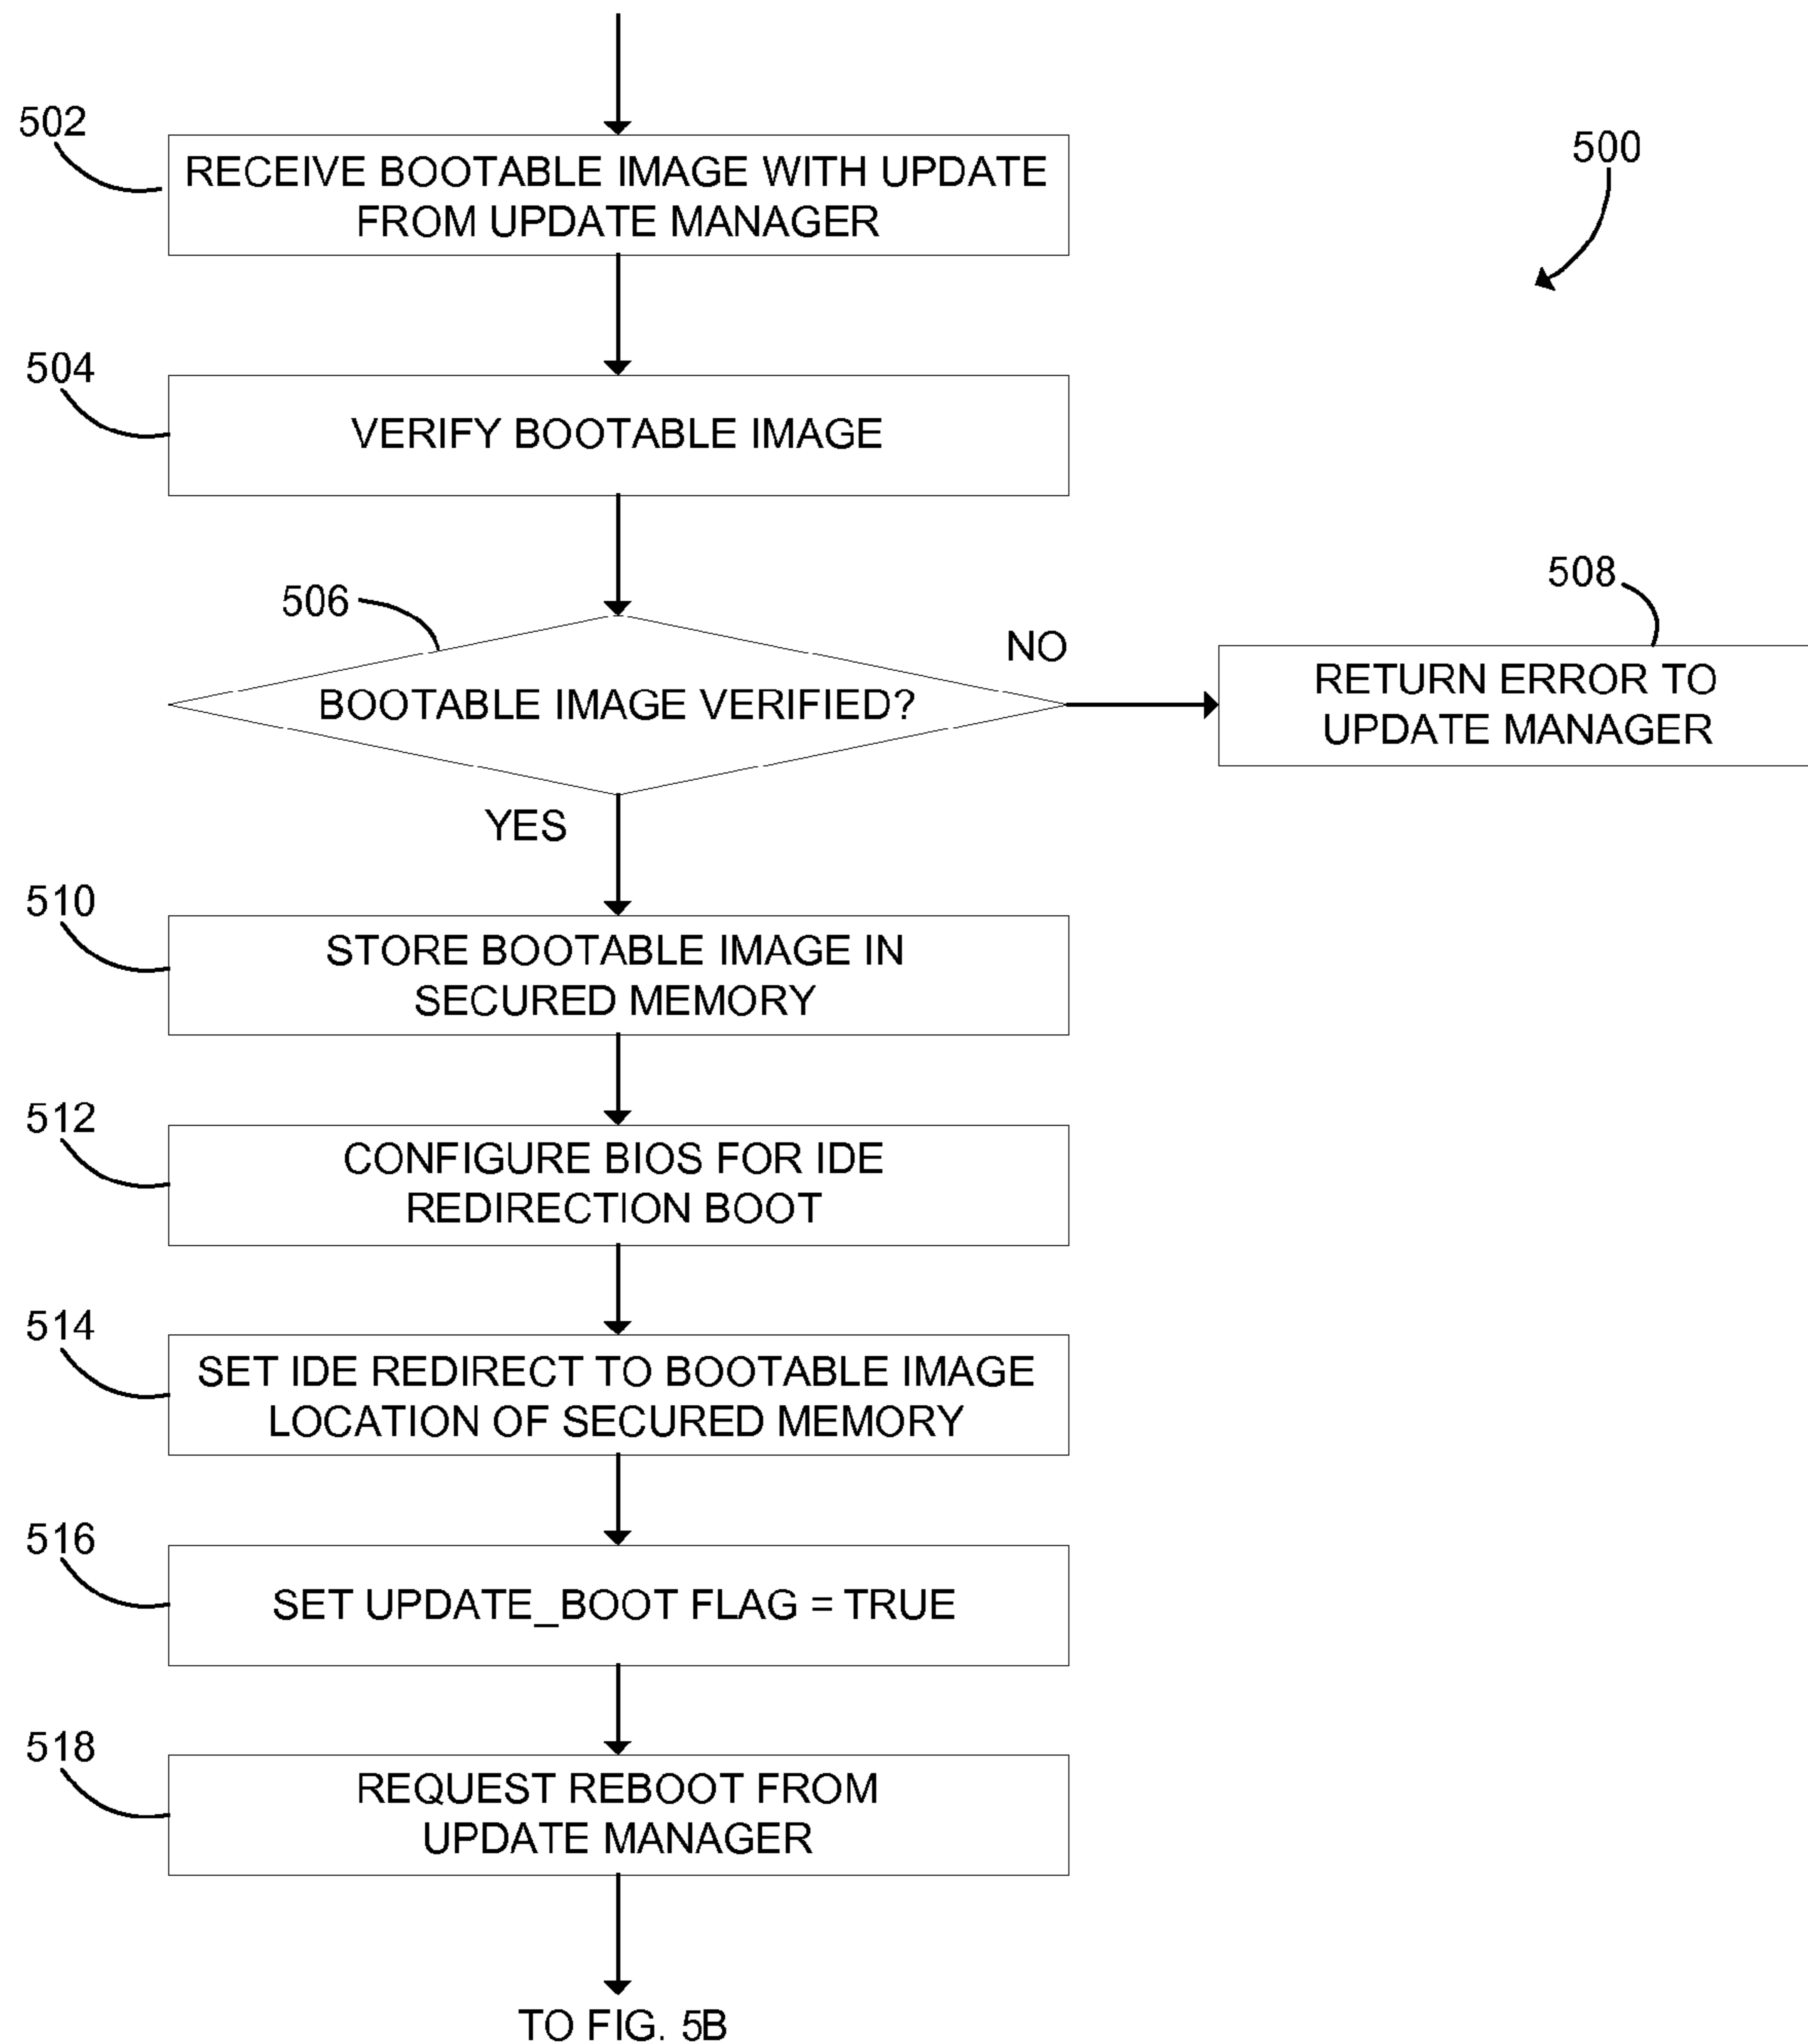 502
RECEIVE BOOTABLE IMAGE WITH UPDATE
FROM UPDATE MANAGER
500
504
VERIFY BOOTABLE IMAGE
506
BOOTABLE IMAGE VERIFIED?
NO
508
RETURN ERROR TO
UPDATE MANAGER
YES
510
STORE BOOTABLE IMAGE IN
SECURED MEMORY
512
CONFIGURE BIOS FOR IDE
REDIRECTION BOOT
514
SET IDE REDIRECT TO BOOTABLE IMAGE
LOCATION OF SECURED MEMORY
516
SET UPDATE_BOOT FLAG = TRUE
518
REQUEST REBOOT FROM
UPDATE MANAGER
TO FIG. 5B